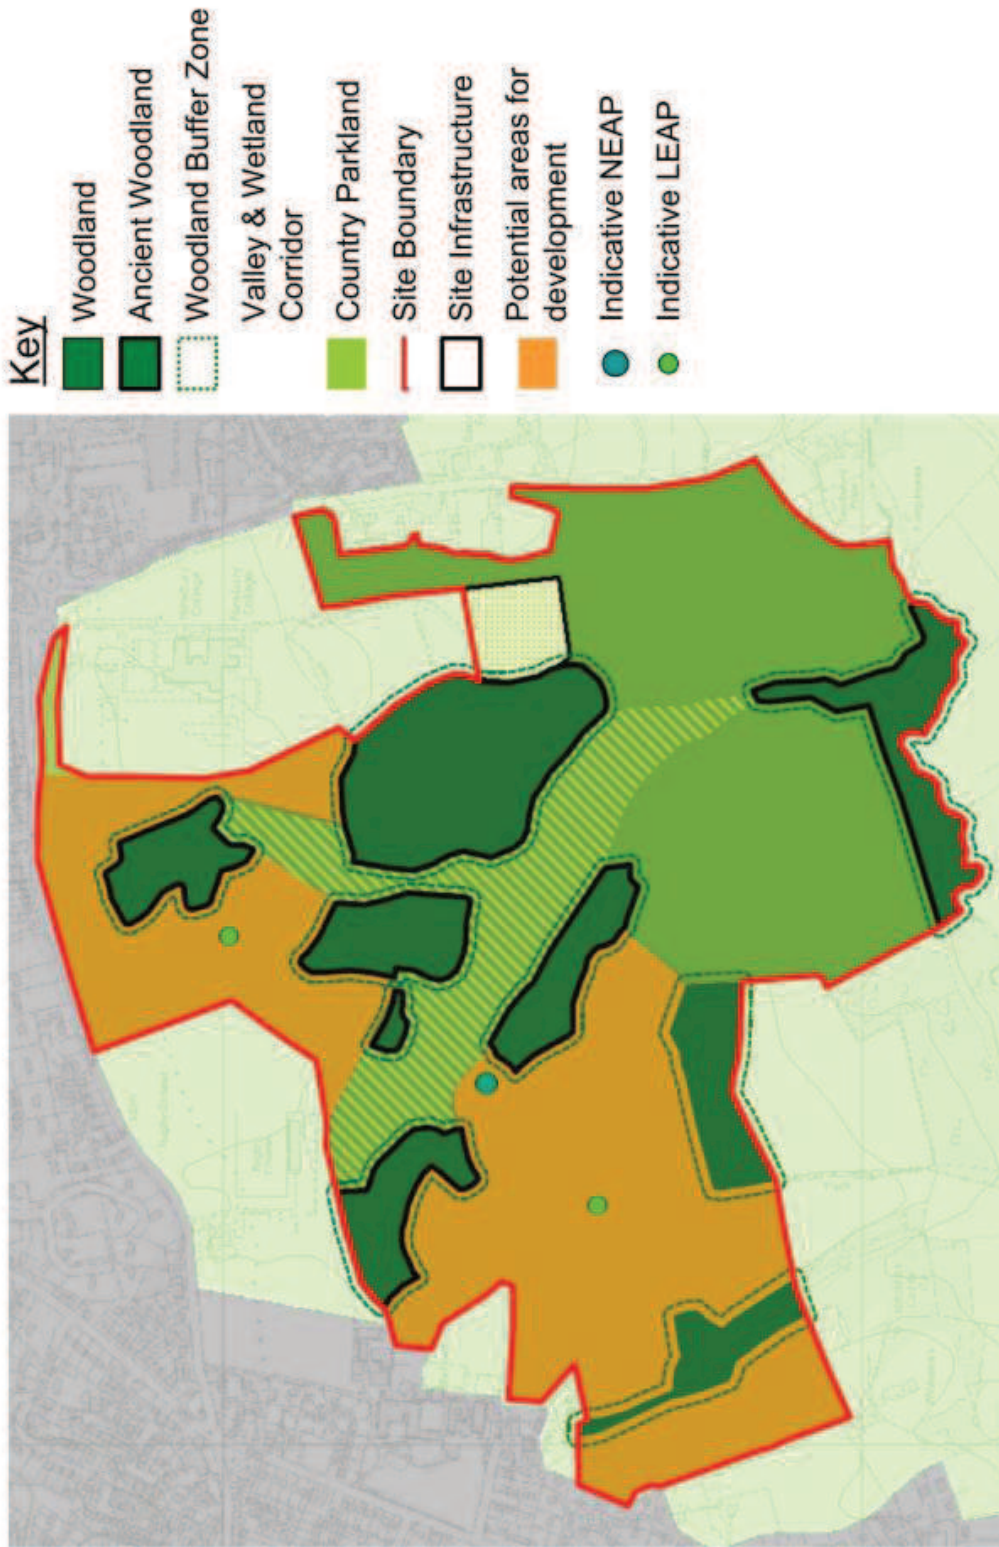 Key
Woodland
Ancient Woodland
Woodland Buffer Zone
Valley & Wetland
Corridor
Country Parkland
Site Boundary
Site Infrastructure
Potential areas for
development
Indicative NEAP
Indicative LEAP